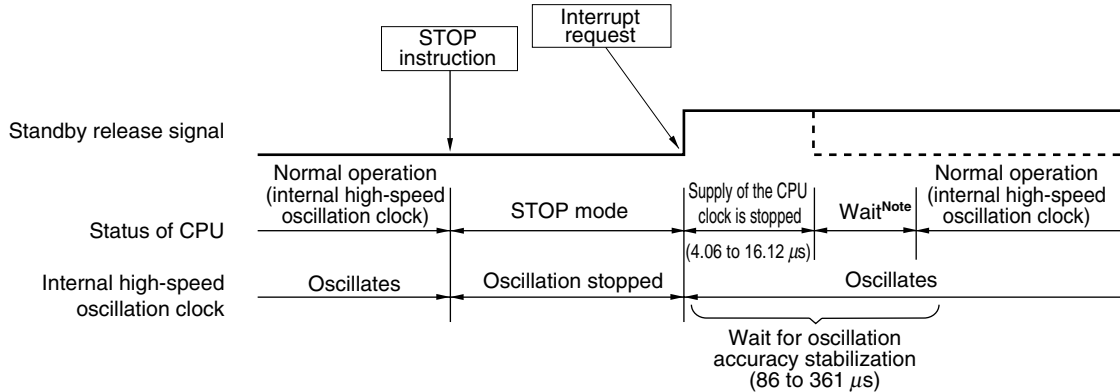 STOP
instruction
Interrupt
request
Standby release signal
Normal operation
(internal high-speed
oscillation clock)
STOP mode
Supply of the CPU
clock is stopped
(4.06 to 16.12 μs)
Wait^Note
Normal operation
(internal high-speed
oscillation clock)
Status of CPU
Internal high-speed
oscillation clock
Oscillates
Oscillation stopped
Oscillates
Wait for oscillation
accuracy stabilization
(86 to 361 μs)